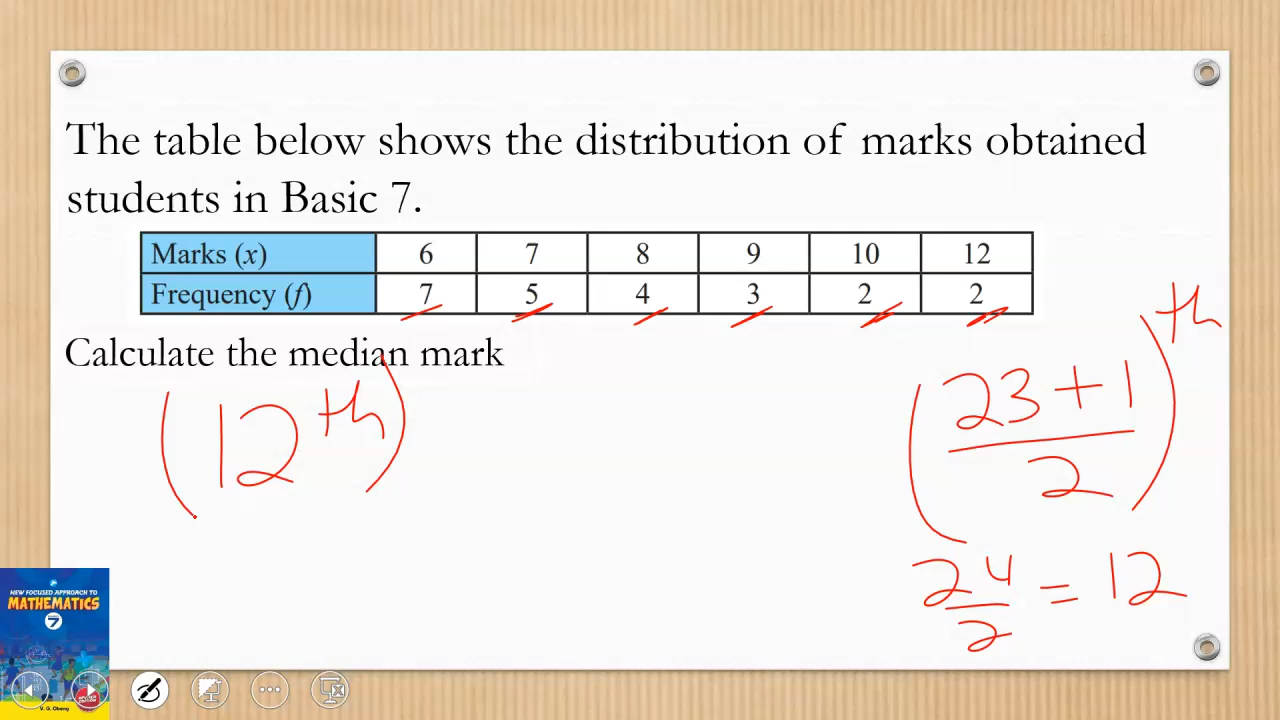 The table below shows the distribution of marks obtained
students in Basic 7.
Marks (x) 6 7 8 9 10 12
Frequency (f) 7 5 4 3 2 2
Calculate the median mark
(12th)
(23+1
2)th
24
2 = 12
NEW FOCUSED APPROACH TO
MATHEMATICS
7